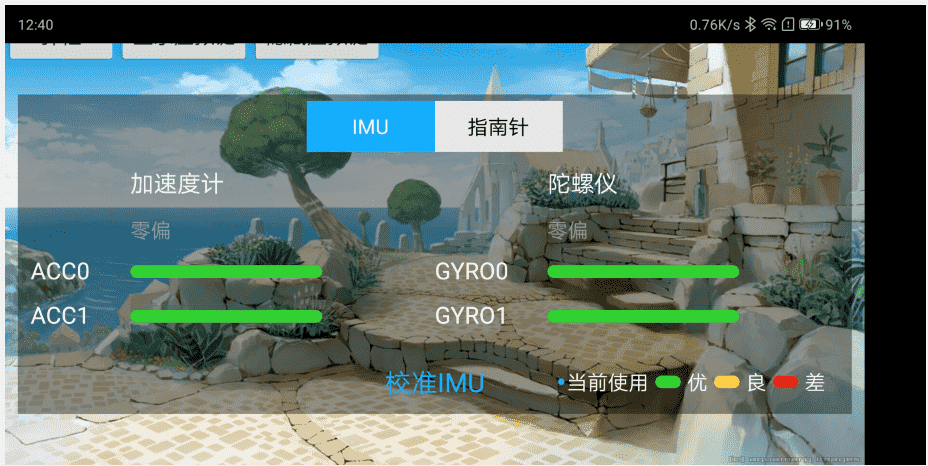 12:40 0.76K/s 91%
IMU 指南针
加速度计 陀螺仪
零偏 零偏
ACC0 GYRO0
ACC1 GYRO1
校准IMU •当前使用 优 良 差